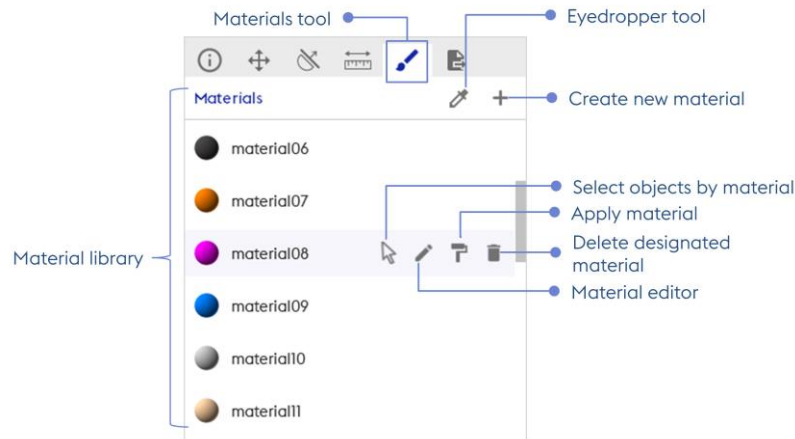 Materials tool
Eyedropper tool
Materials
Create new material
material06
Select objects by material
material07
Apply material
Material library
material08
Delete designated
material
Material editor
material09
material10
material11